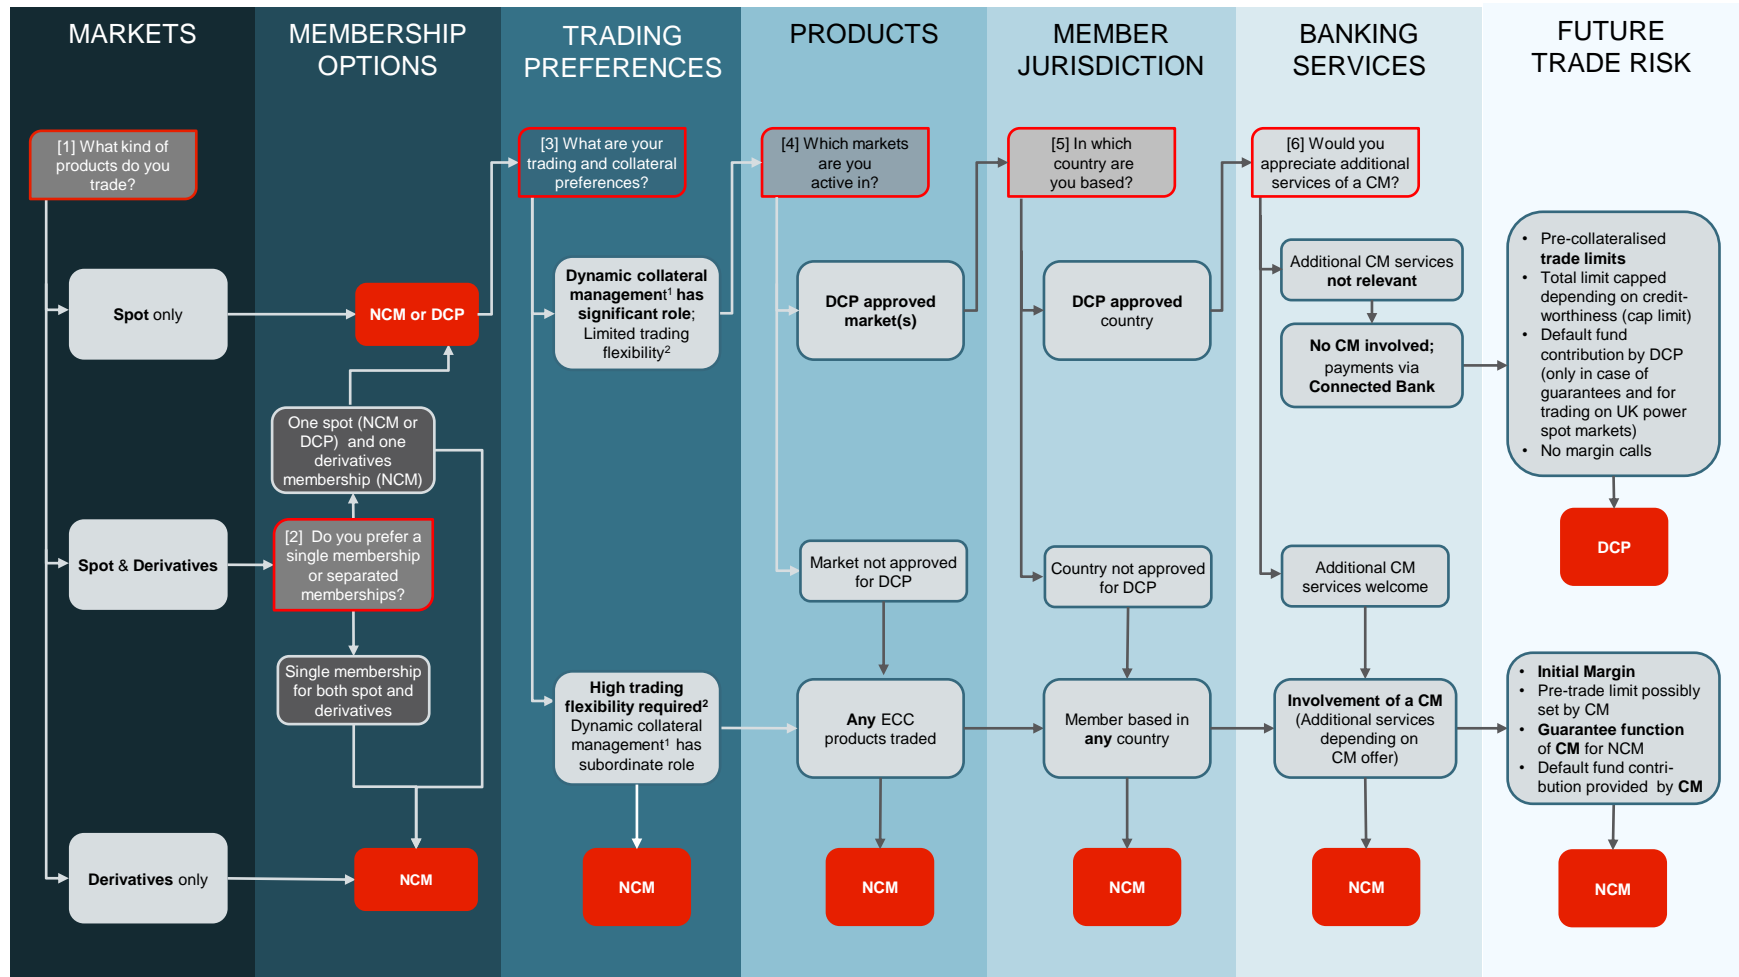 MARKETS
MEMBERSHIP
OPTIONS
TRADING
PREFERENCES
PRODUCTS
MEMBER
JURISDICTION
BANKING
SERVICES
FUTURE
TRADE RISK
[1] What kind of
products do you
trade?
Spot only
Spot & Derivatives
Derivatives only
NCM or DCP
One spot (NCM or
DCP) and one
derivatives
membership (NCM)
[2] Do you prefer a
single membership
or separated
memberships?
Single membership
for both spot and
derivatives
NCM
[3] What are your
trading and collateral
preferences?
Dynamic collateral
management¹ has
significant role;
Limited trading
flexibility²
High trading
flexibility required²
Dynamic collateral
management¹ has
subordinate role
NCM
[4] Which markets
are you
active in?
DCP approved
market(s)
Market not approved
for DCP
Any ECC
products traded
NCM
[5] In which
country are
you based?
DCP approved
country
Country not approved
for DCP
Member based in
any country
NCM
[6] Would you
appreciate additional
services of a CM?
Additional CM services
not relevant
No CM involved;
payments via
Connected Bank
Additional CM
services welcome
Involvement of a CM
(Additional services
depending on
CM offer)
NCM
• Pre-collateralised
trade limits
• Total limit capped
depending on credit-
worthiness (cap limit)
• Default fund
contribution by DCP
(only in case of
guarantees and for
trading on UK power
spot markets)
• No margin calls
DCP
• Initial Margin
• Pre-trade limit possibly
set by CM
• Guarantee function
of CM for NCM
• Default fund contri-
bution provided by CM
NCM